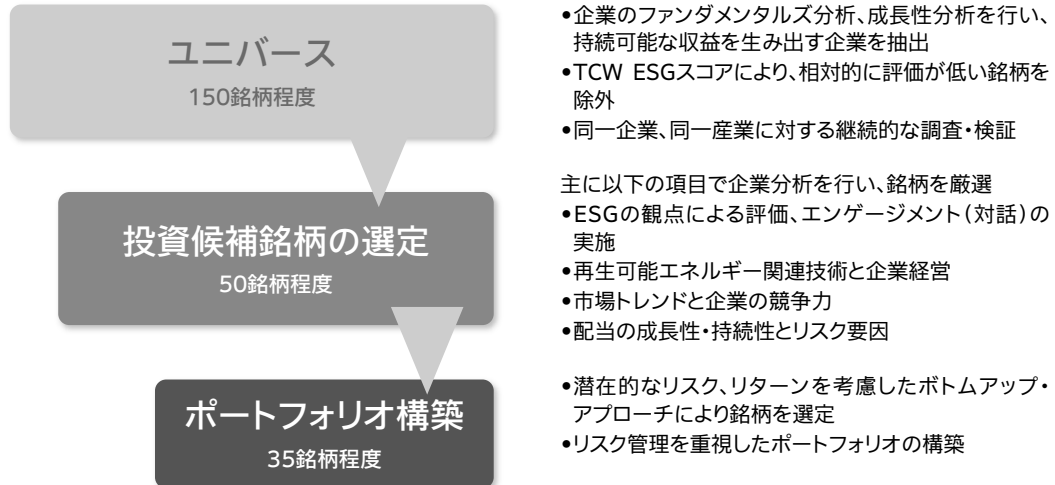 ユニバース
150銘柄程度
•企業のファンダメンタルズ分析、成長性分析を行い、
持続可能な収益を生み出す企業を抽出
•TCW ESGスコアにより、相対的に評価が低い銘柄を
除外
•同一企業、同一産業に対する継続的な調査・検証
投資候補銘柄の選定
50銘柄程度
主に以下の項目で企業分析を行い、銘柄を厳選
•ESGの観点による評価、エンゲージメント(対話)の
実施
•再生可能エネルギー関連技術と企業経営
•市場トレンドと企業の競争力
•配当の成長性・持続性とリスク要因
ポートフォリオ構築
35銘柄程度
•潜在的なリスク、リターンを考慮したボトムアップ・
アプローチにより銘柄を選定
•リスク管理を重視したポートフォリオの構築